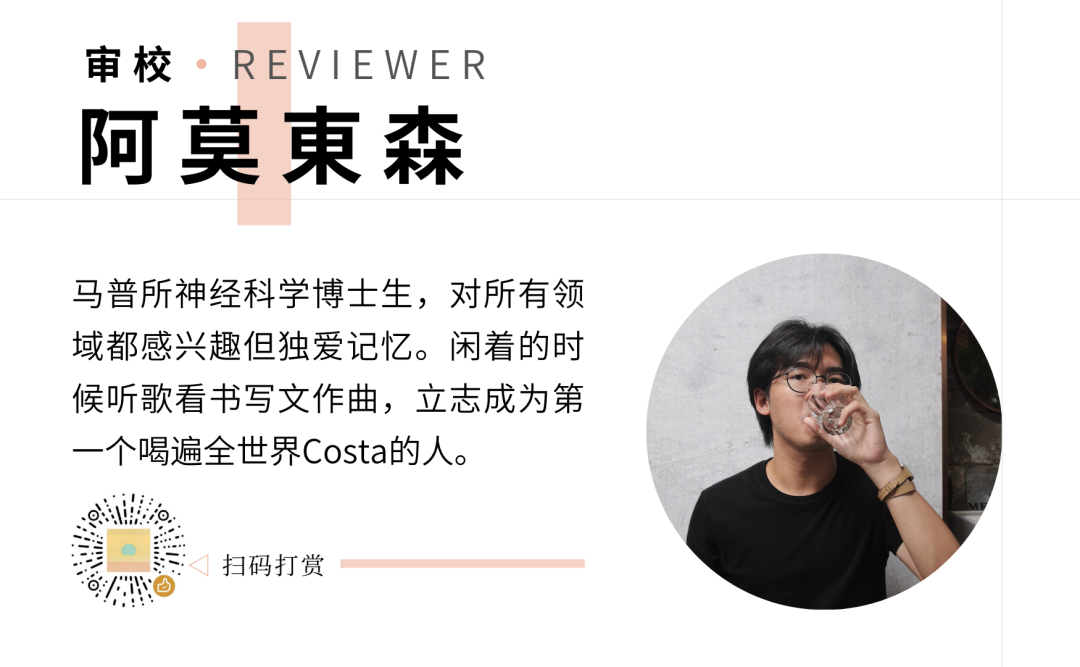 审校·REVIEWER
阿莫東森
马普所神经科学博士生，对所有领
域都感兴趣但独爱记忆。闲着的时
候听歌看书写文作曲，立志成为第
一个喝遍全世界Costa的人。
扫码打赏